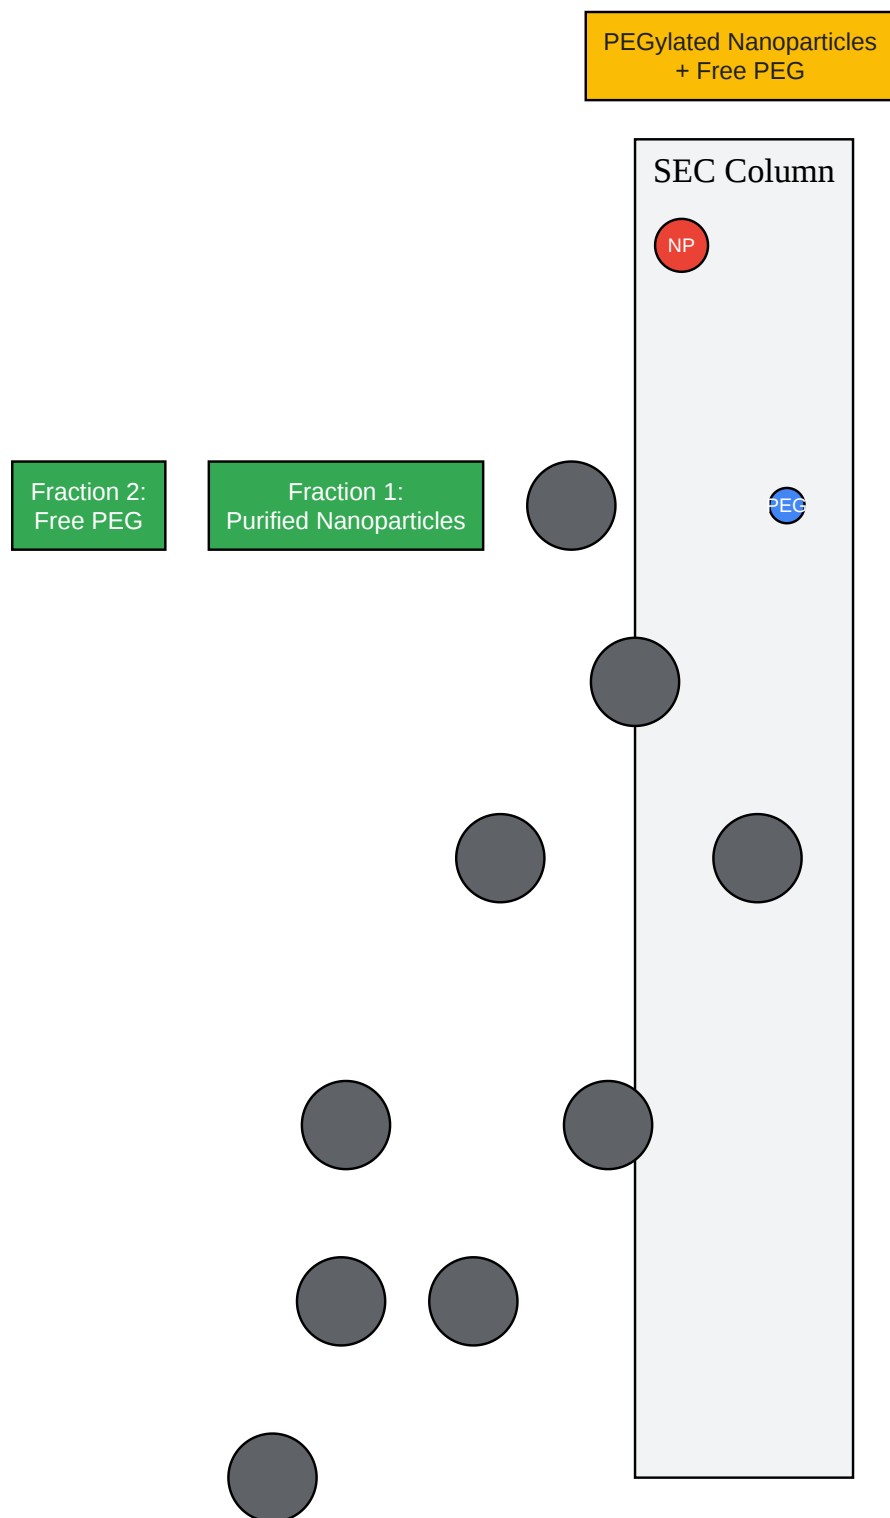 PEGylated Nanoparticles
+ Free PEG
SEC Column
NP
Fraction 2:
Free PEG
Fraction 1:
Purified Nanoparticles
PEG